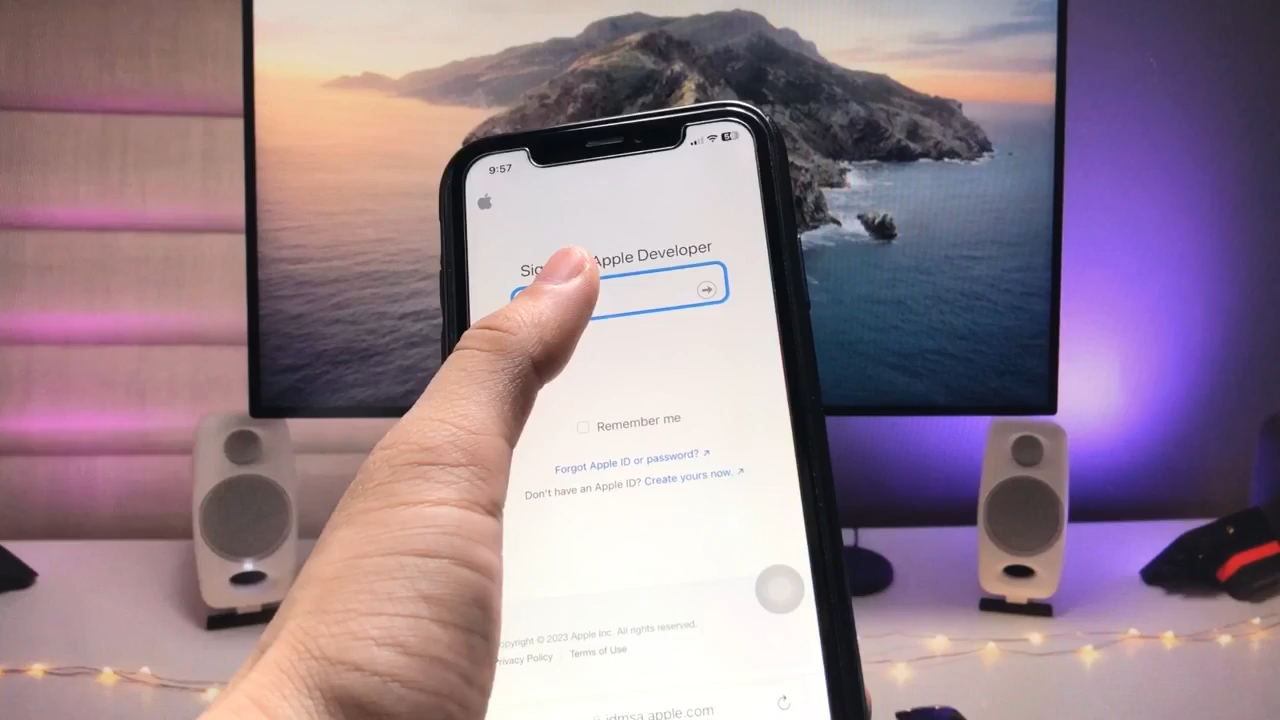 9:57
Sig Apple Developer
Remember me
Forgot Apple ID or password? ↗
Don't have an Apple ID? Create yours now. ↗
opyright © 2023 Apple Inc. All rights reserved.
rivacy Policy | Terms of Use
idmsa.apple.com